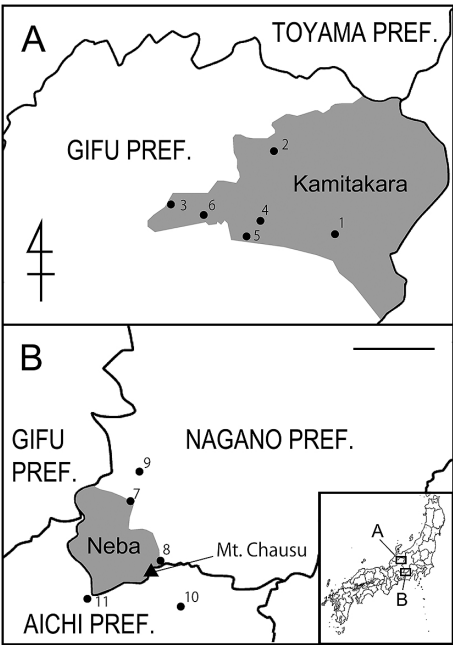 A
TOYAMA PREF.
GIFU PREF.
2
Kamitakara
3
6
4
5
1
B
GIFU
PREF.
NAGANO PREF.
9
7
Neba
8
Mt. Chausu
11
10
AICHI PREF.
A
B